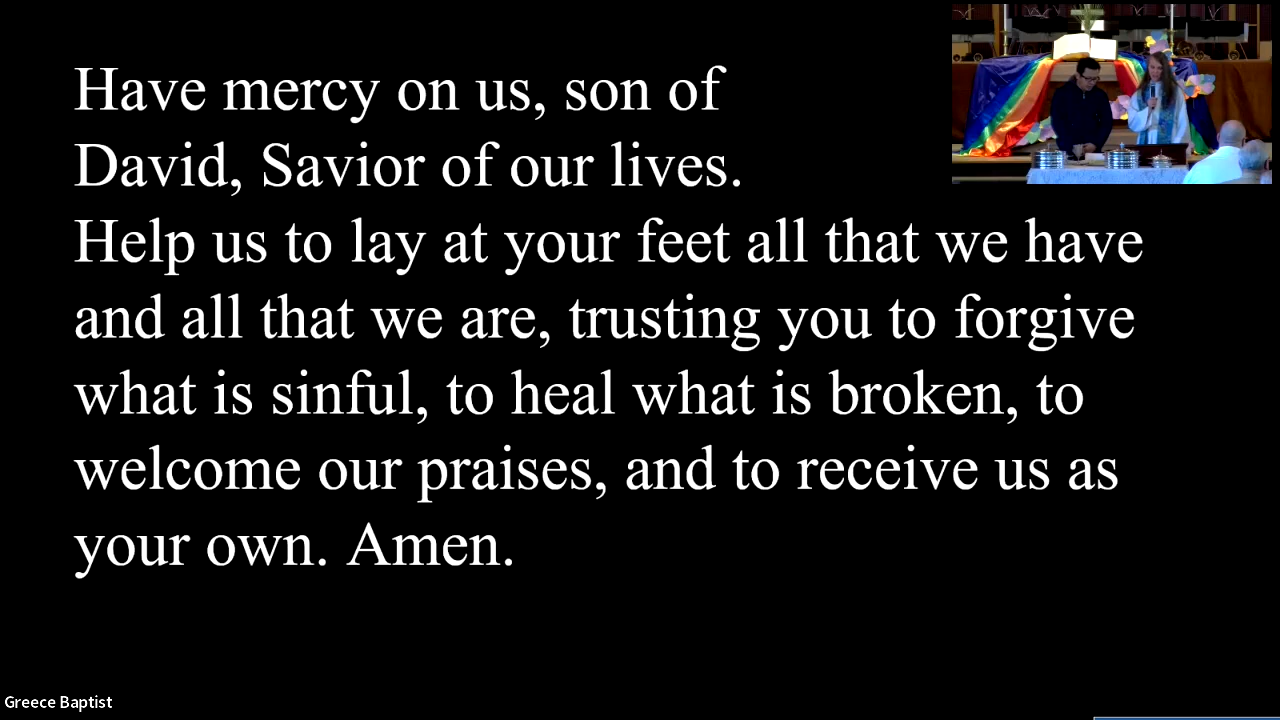 Have mercy on us, son of
David, Savior of our lives.
Help us to lay at your feet all that we have
and all that we are, trusting you to forgive
what is sinful, to heal what is broken, to
welcome our praises, and to receive us as
your own. Amen.
Greece Baptist